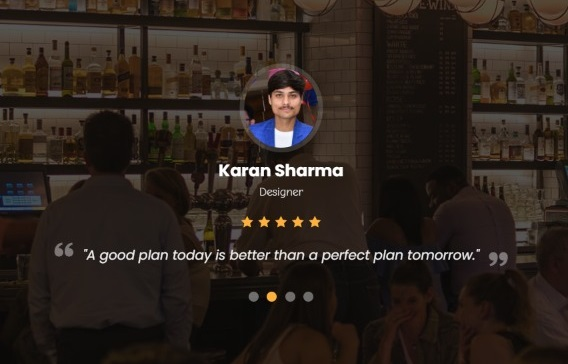 Karan Sharma
Designer
"A good plan today is better than a perfect plan tomorrow."